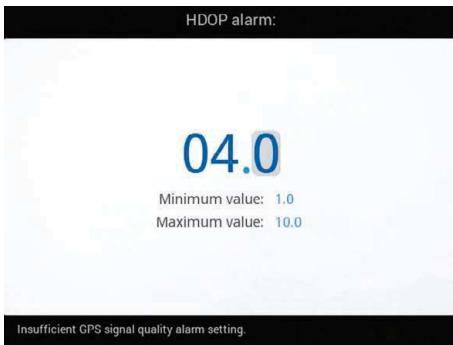 HDOP alarm:
04.0
Minimum value: 1.0
Maximum value: 10.0
Insufficient GPS signal quality alarm setting.